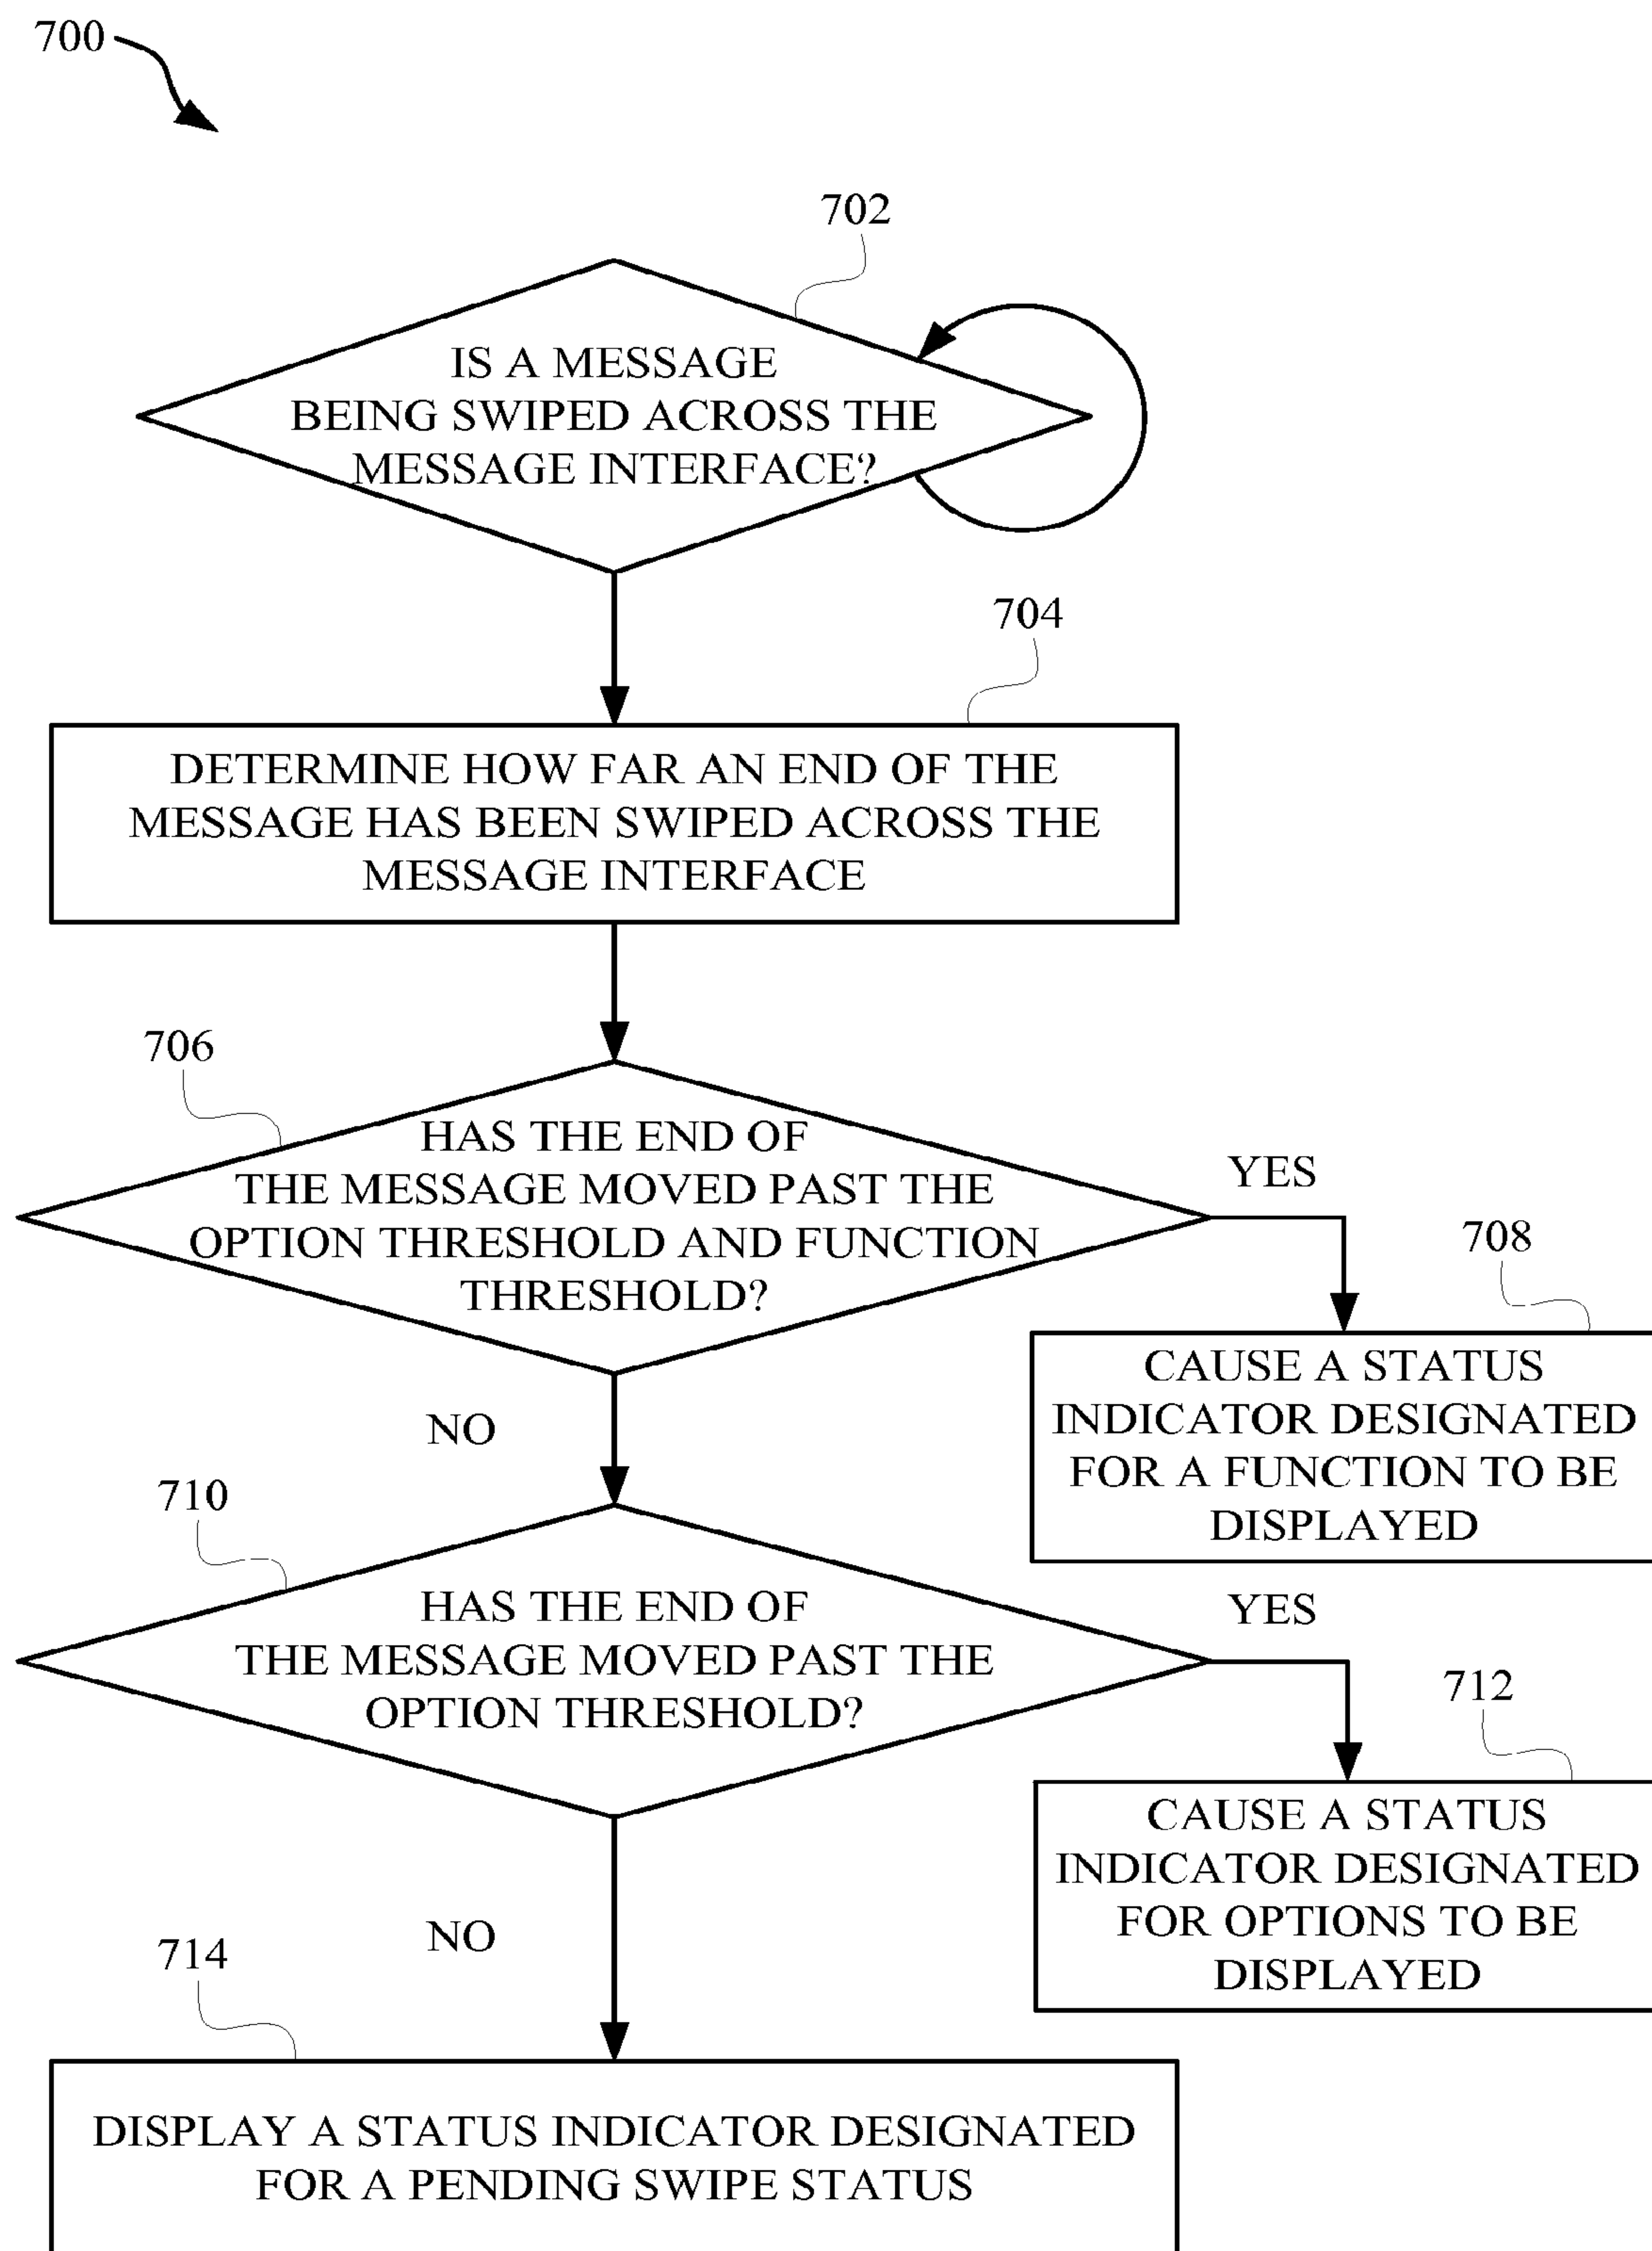 700
702
IS A MESSAGE
BEING SWIPED ACROSS THE
MESSAGE INTERFACE?
704
DETERMINE HOW FAR AN END OF THE
MESSAGE HAS BEEN SWIPED ACROSS THE
MESSAGE INTERFACE
706
HAS THE END OF
THE MESSAGE MOVED PAST THE
OPTION THRESHOLD AND FUNCTION
THRESHOLD?
YES
708
CAUSE A STATUS
INDICATOR DESIGNATED
FOR A FUNCTION TO BE
DISPLAYED
NO
710
HAS THE END OF
THE MESSAGE MOVED PAST THE
OPTION THRESHOLD?
YES
712
CAUSE A STATUS
INDICATOR DESIGNATED
FOR OPTIONS TO BE
DISPLAYED
NO
714
DISPLAY A STATUS INDICATOR DESIGNATED
FOR A PENDING SWIPE STATUS